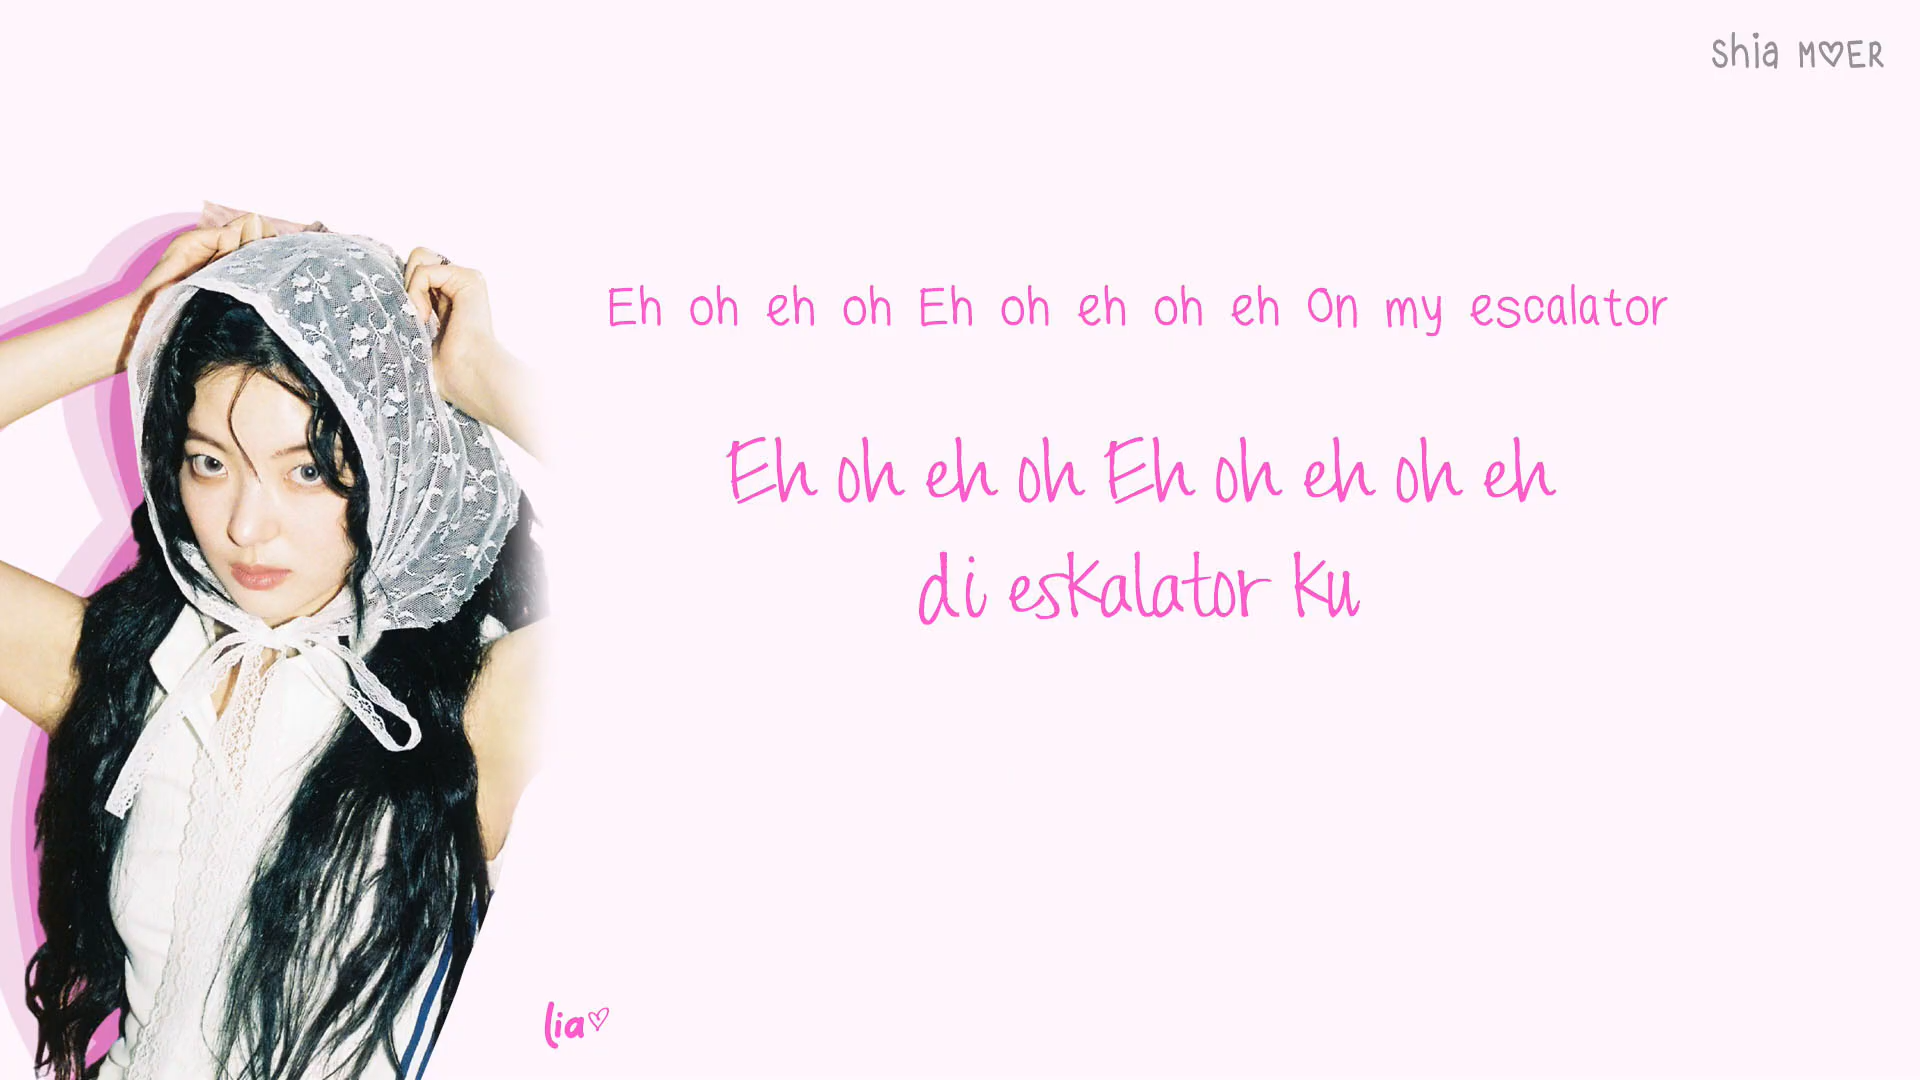 Shia M♡ER
Eh oh eh oh Eh oh eh oh eh On my escalator
Eh oh eh oh Eh oh eh oh eh
di eskalator ku
lia♡